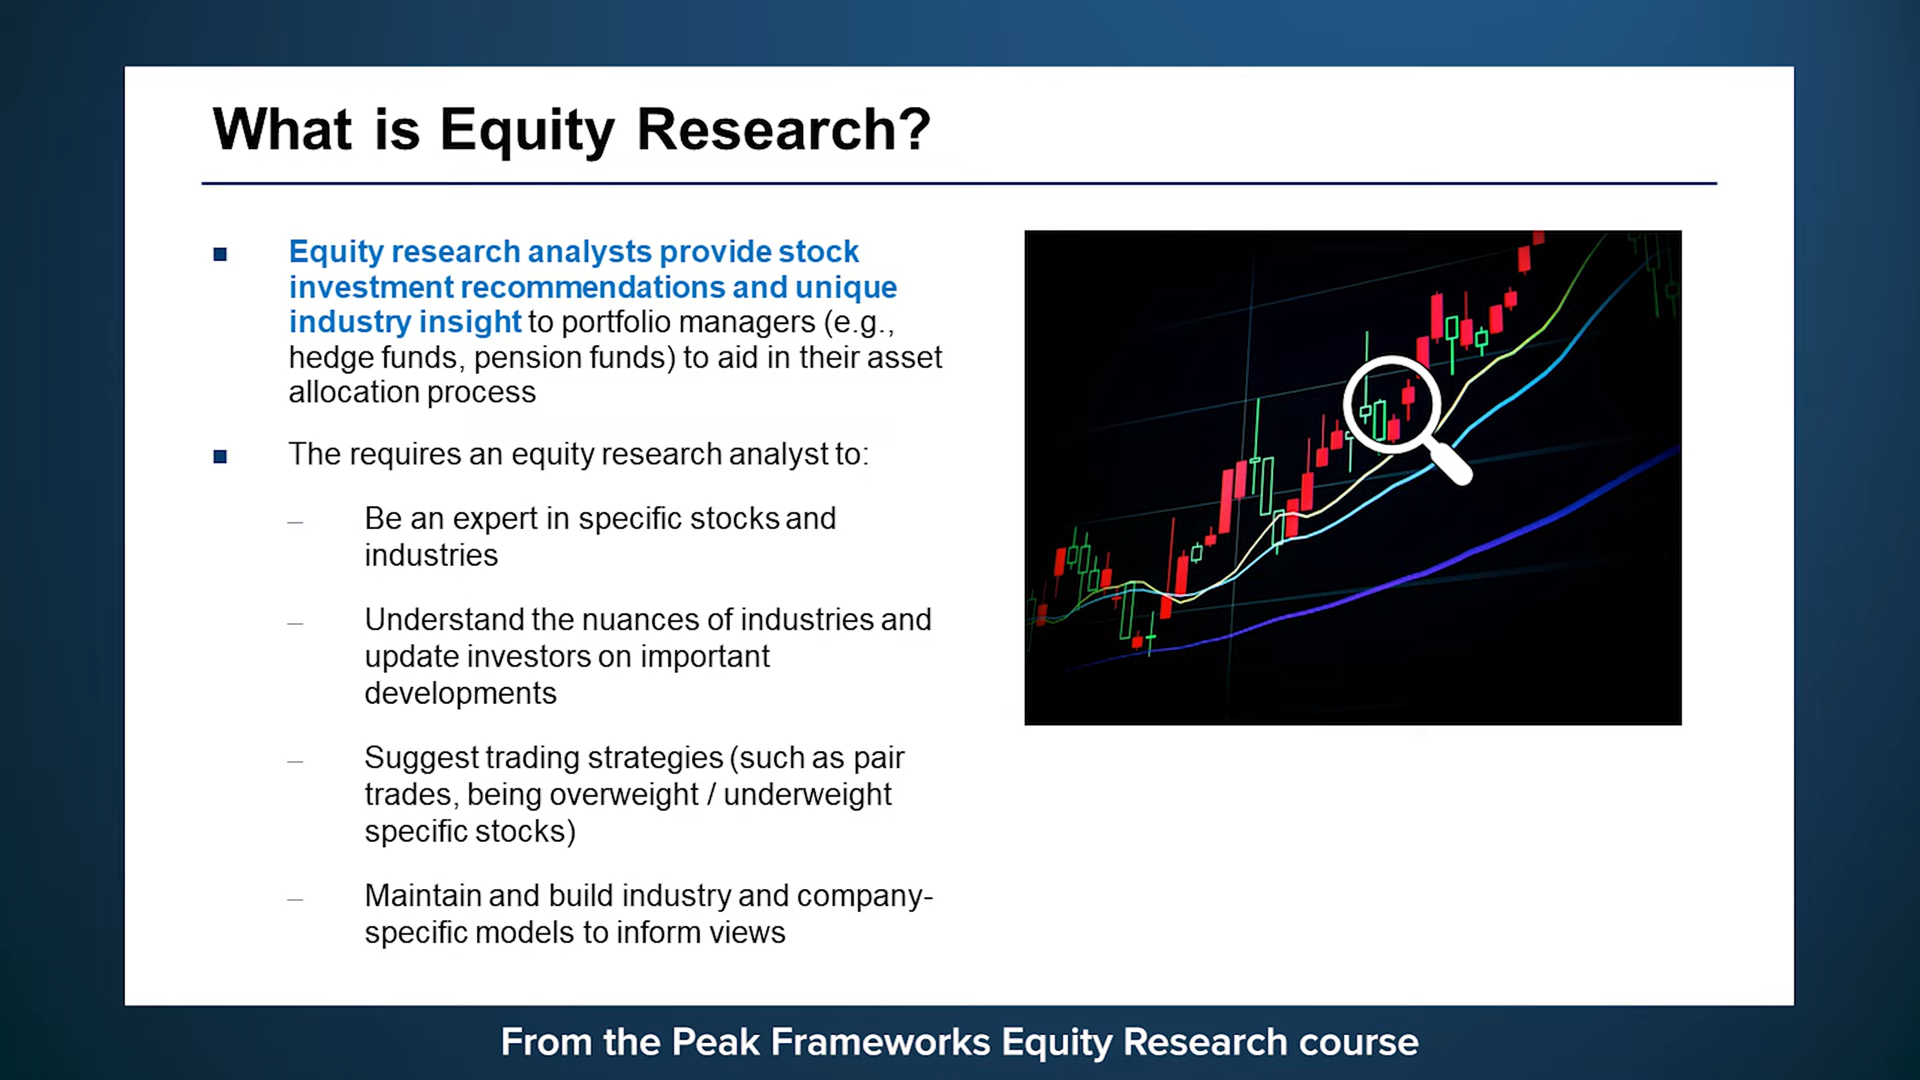 What is Equity Research?
Equity research analysts provide stock
investment recommendations and unique
industry insight to portfolio managers (e.g.,
hedge funds, pension funds) to aid in their asset
allocation process
The requires an equity research analyst to:
– Be an expert in specific stocks and
industries
– Understand the nuances of industries and
update investors on important
developments
– Suggest trading strategies (such as pair
trades, being overweight / underweight
specific stocks)
– Maintain and build industry and company-
specific models to inform views
From the Peak Frameworks Equity Research course